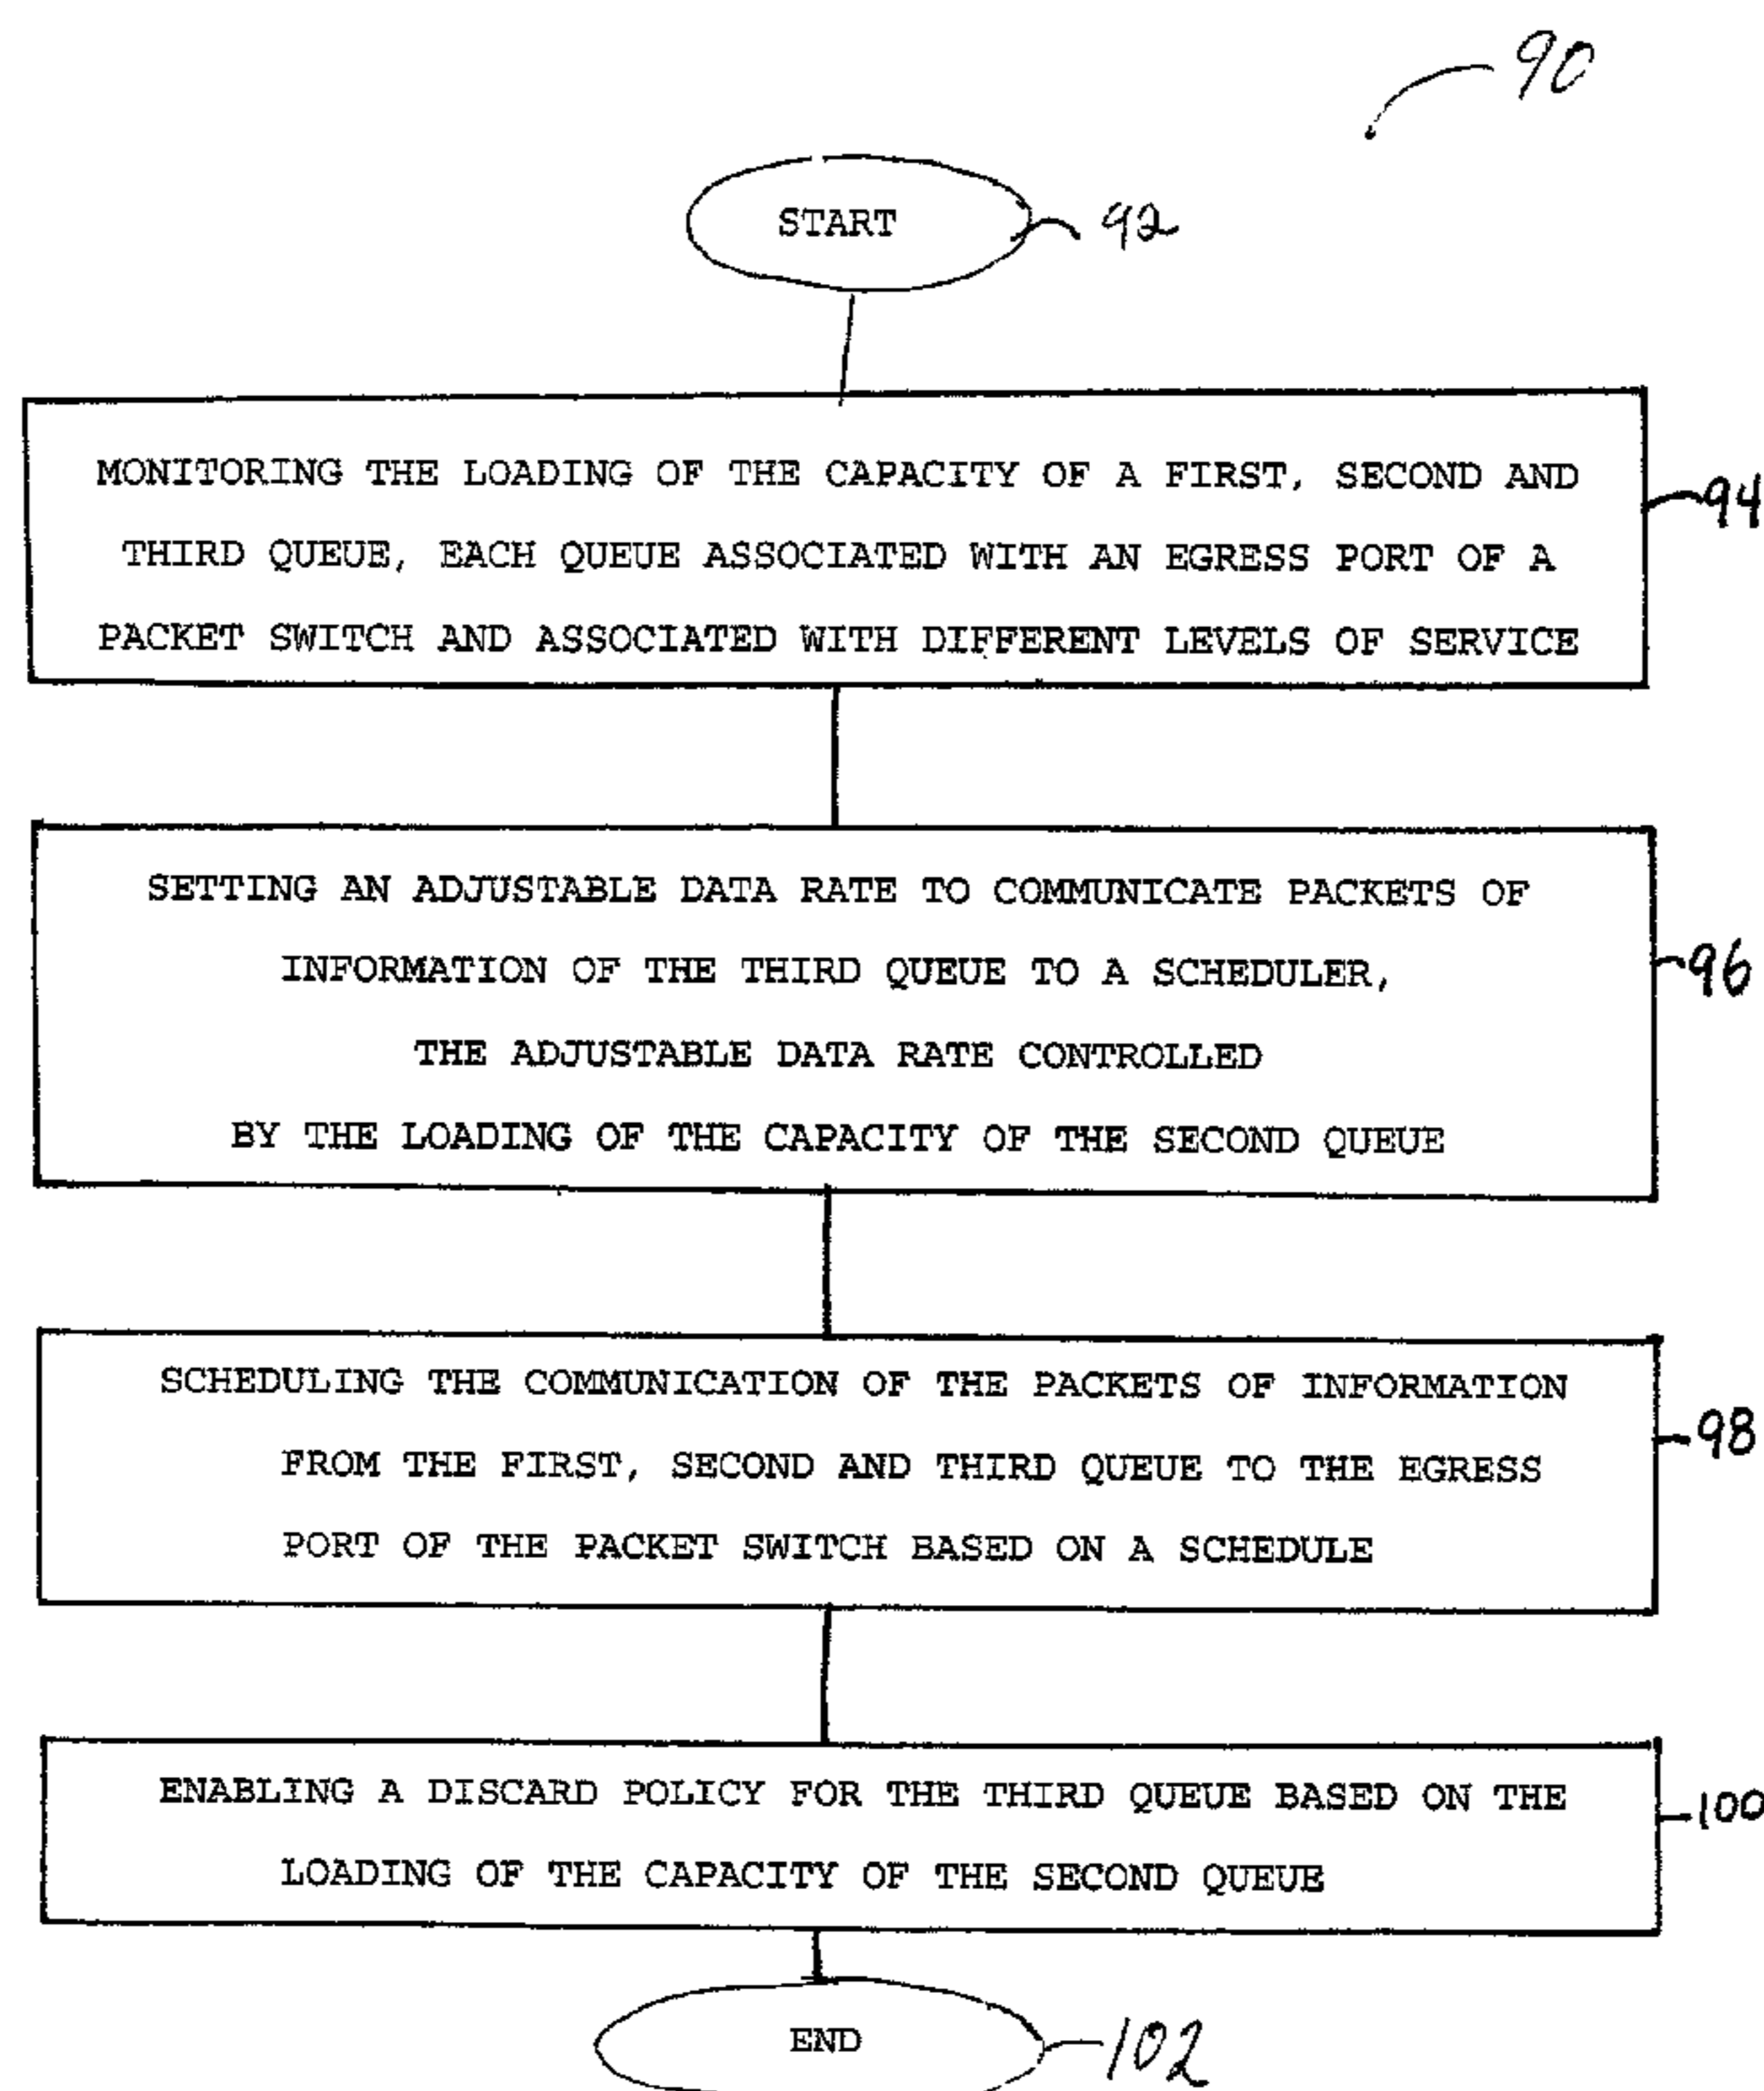 90
START
92
MONITORING THE LOADING OF THE CAPACITY OF A FIRST, SECOND AND
94
THIRD QUEUE, EACH QUEUE ASSOCIATED WITH AN EGRESS PORT OF A
PACKET SWITCH AND ASSOCIATED WITH DIFFERENT LEVELS OF SERVICE
SETTING AN ADJUSTABLE DATA RATE TO COMMUNICATE PACKETS OF
INFORMATION OF THE THIRD QUEUE TO A SCHEDULER,
96
THE ADJUSTABLE DATA RATE CONTROLLED
BY THE LOADING OF THE CAPACITY OF THE SECOND QUEUE
SCHEDULING THE COMMUNICATION OF THE PACKETS OF INFORMATION
98
FROM THE FIRST, SECOND AND THIRD QUEUE TO THE EGRESS
PORT OF THE PACKET SWITCH BASED ON A SCHEDULE
ENABLING A DISCARD POLICY FOR THE THIRD QUEUE BASED ON THE
100
LOADING OF THE CAPACITY OF THE SECOND QUEUE
END
102